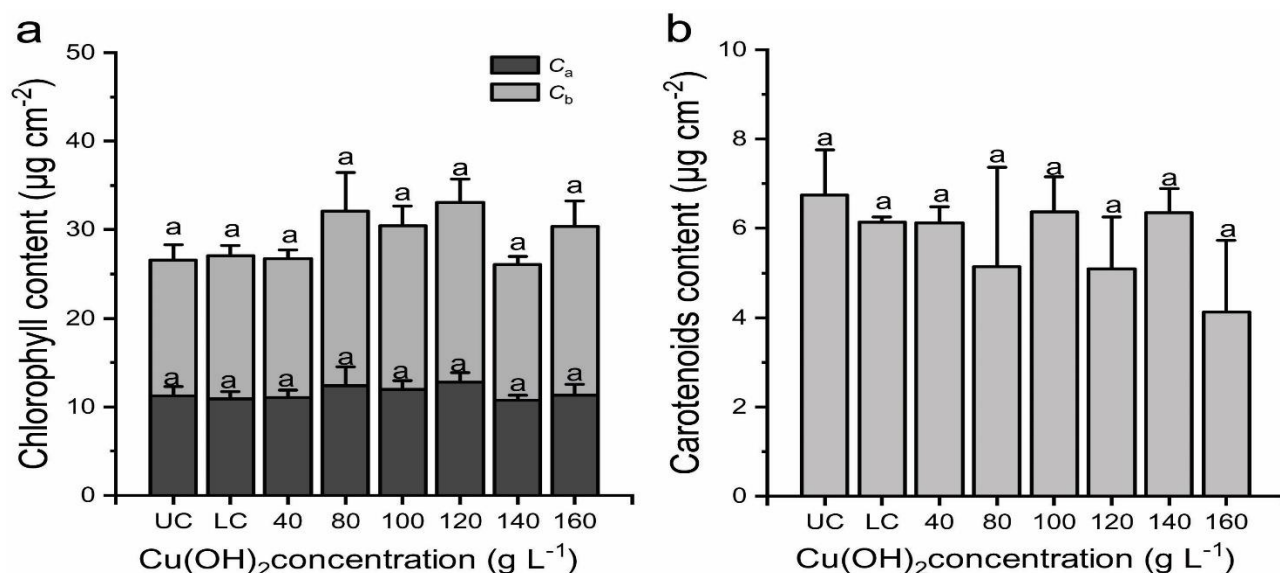 a
Chlorophyll content (µg cm⁻²)
50
40
30
20
10
0
Cₐ
C_b
a a a a a a a a
a a a a a a a a
UC LC 40 80 100 120 140 160
Cu(OH)₂concentration (g L⁻¹)
b
Carotenoids content (µg cm⁻²)
10
8
6
4
2
0
a a a a a a a a
UC LC 40 80 100 120 140 160
Cu(OH)₂concentration (g L⁻¹)